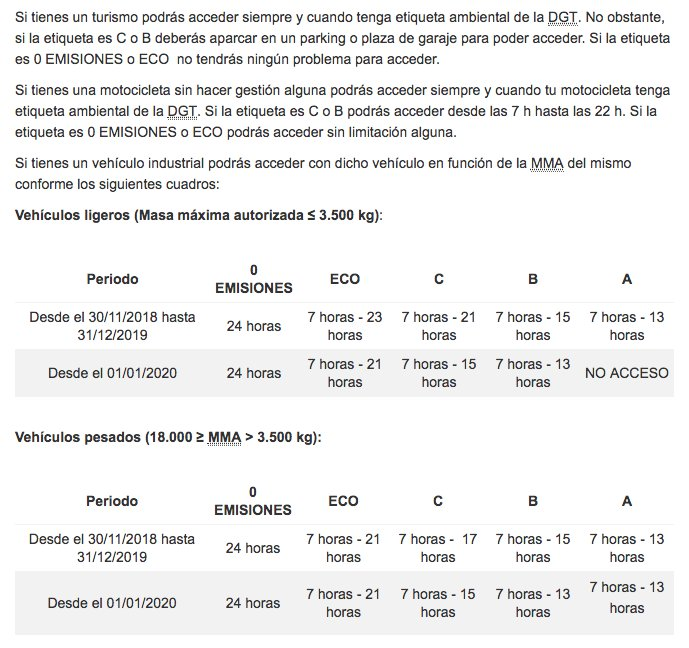 Si tienes un turismo podrás acceder siempre y cuando tenga etiqueta ambiental de la DGT. No obstante,
si la etiqueta es C o B deberás aparcar en un parking o plaza de garaje para poder acceder. Si la etiqueta
es 0 EMISIONES o ECO no tendrás ningún problema para acceder.
Si tienes una motocicleta sin hacer gestión alguna podrás acceder siempre y cuando tu motocicleta tenga
etiqueta ambiental de la DGT. Si la etiqueta es C o B podrás acceder desde las 7 h hasta las 22 h. Si la
etiqueta es 0 EMISIONES o ECO podrás acceder sin limitación alguna.
Si tienes un vehículo industrial podrás acceder con dicho vehículo en función de la MMA del mismo
conforme los siguientes cuadros:
Vehículos ligeros (Masa máxima autorizada ≤ 3.500 kg):
Periodo 0 EMISIONES ECO C B A
Desde el 30/11/2018 hasta 31/12/2019 24 horas 7 horas - 23 horas 7 horas - 21 horas 7 horas - 15 horas 7 horas - 13 horas
Desde el 01/01/2020 24 horas 7 horas - 21 horas 7 horas - 15 horas 7 horas - 13 horas NO ACCESO
Vehículos pesados (18.000 ≥ MMA > 3.500 kg):
Periodo 0 EMISIONES ECO C B A
Desde el 30/11/2018 hasta 31/12/2019 24 horas 7 horas - 21 horas 7 horas - 17 horas 7 horas - 15 horas 7 horas - 13 horas
Desde el 01/01/2020 24 horas 7 horas - 21 horas 7 horas - 15 horas 7 horas - 13 horas 7 horas - 13 horas